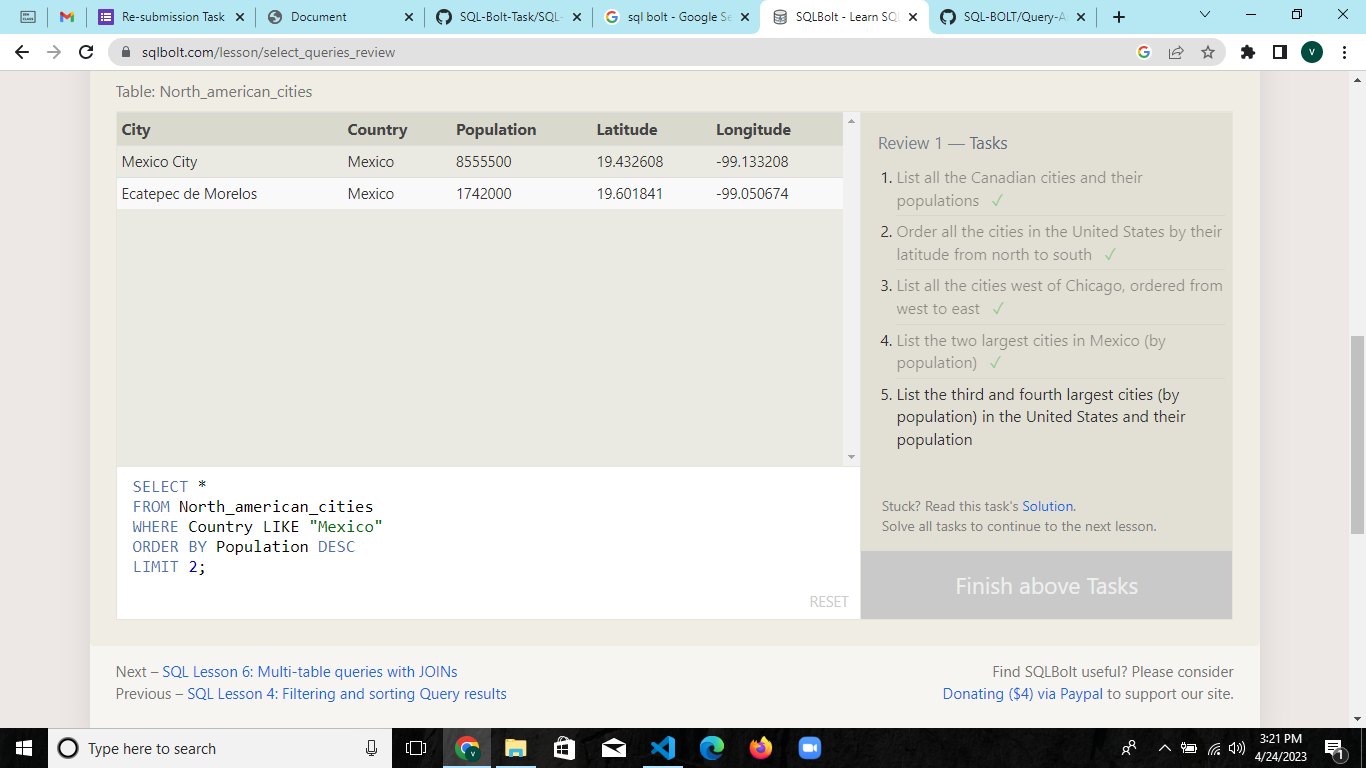 Re-submission Task
Document
SQL-Bolt-Task/SQL-
sql bolt - Google Se
SQLBolt - Learn SQL
SQL-BOLT/Query-A
sqlbolt.com/lesson/select_queries_review
V
Table: North_american_cities
City Country Population Latitude Longitude
Mexico City Mexico 8555500 19.432608 -99.133208
Ecatepec de Morelos Mexico 1742000 19.601841 -99.050674
Review 1 — Tasks
1. List all the Canadian cities and their
populations ✓
2. Order all the cities in the United States by their
latitude from north to south ✓
3. List all the cities west of Chicago, ordered from
west to east ✓
4. List the two largest cities in Mexico (by
population) ✓
5. List the third and fourth largest cities (by
population) in the United States and their
population
Stuck? Read this task's Solution.
Solve all tasks to continue to the next lesson.
Finish above Tasks
SELECT *
FROM North_american_cities
WHERE Country LIKE "Mexico"
ORDER BY Population DESC
LIMIT 2;
RESET
Next – SQL Lesson 6: Multi-table queries with JOINs
Previous – SQL Lesson 4: Filtering and sorting Query results
Find SQLBolt useful? Please consider
Donating ($4) via Paypal to support our site.
Type here to search
3:21 PM
4/24/2023
1